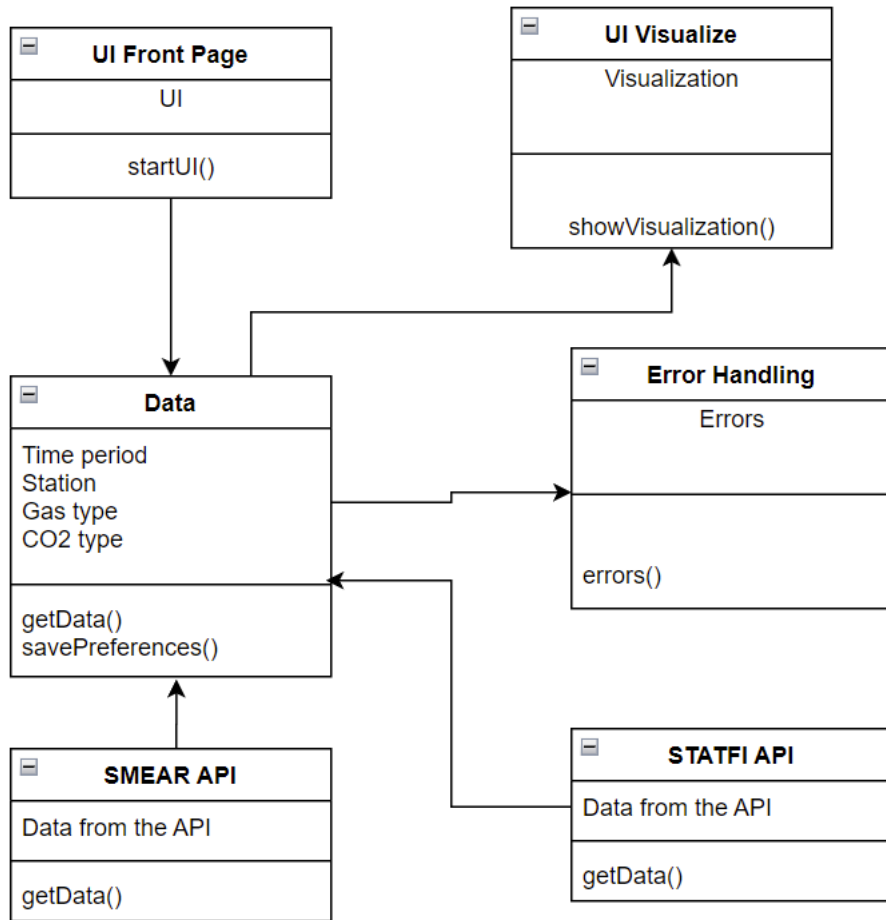 UI Front Page
UI
startUI()
UI Visualize
Visualization
showVisualization()
Data
Time period
Station
Gas type
CO2 type
getData()
savePreferences()
Error Handling
Errors
errors()
SMEAR API
Data from the API
getData()
STATFI API
Data from the API
getData()